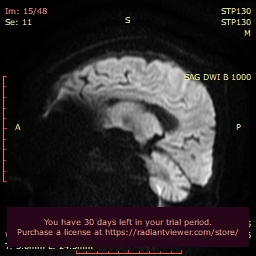 Im: 15/48
STP130
Se: 11
S
STP130
M
SAG DWI B 1000
A
P
You have 30 days left in your trial period.
Purchase a license at https://radiantviewer.com/store/